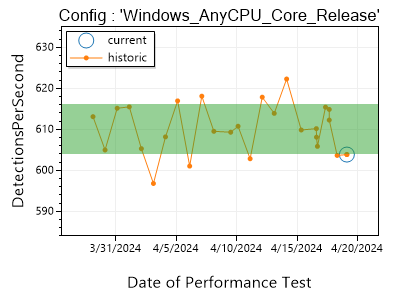 Config : 'Windows_AnyCPU_Core_Release'
current
historic
DetectionsPerSecond
630
620
610
600
590
3/31/2024 4/5/2024 4/10/2024 4/15/2024 4/20/2024
Date of Performance Test